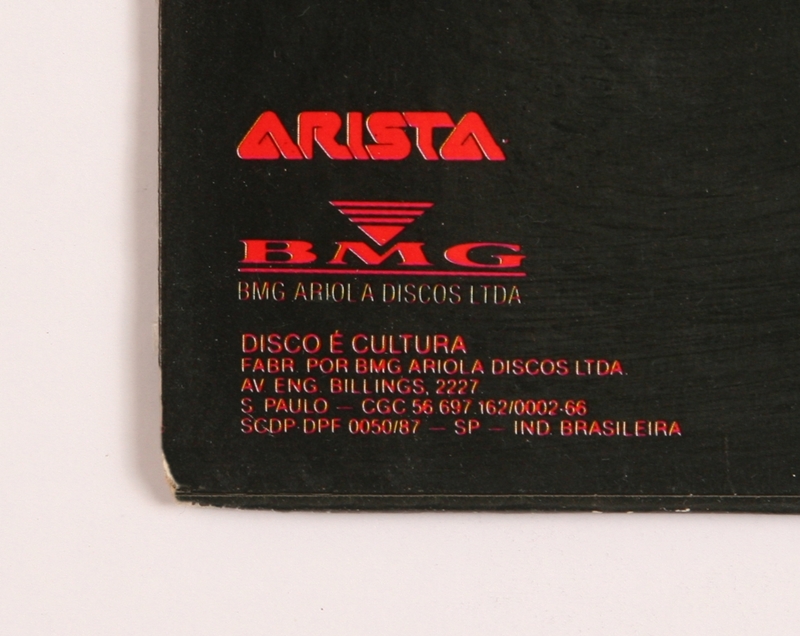 ARISTA
BMG
BMG ARIOLA DISCOS LTDA
DISCO É CULTURA
FABR. POR BMG ARIOLA DISCOS LTDA.
AV. ENG. BILLINGS, 2227
S. PAULO — CGC 56.697.162/0002-66
SCDP-DPF 0050/87 — SP — IND. BRASILEIRA